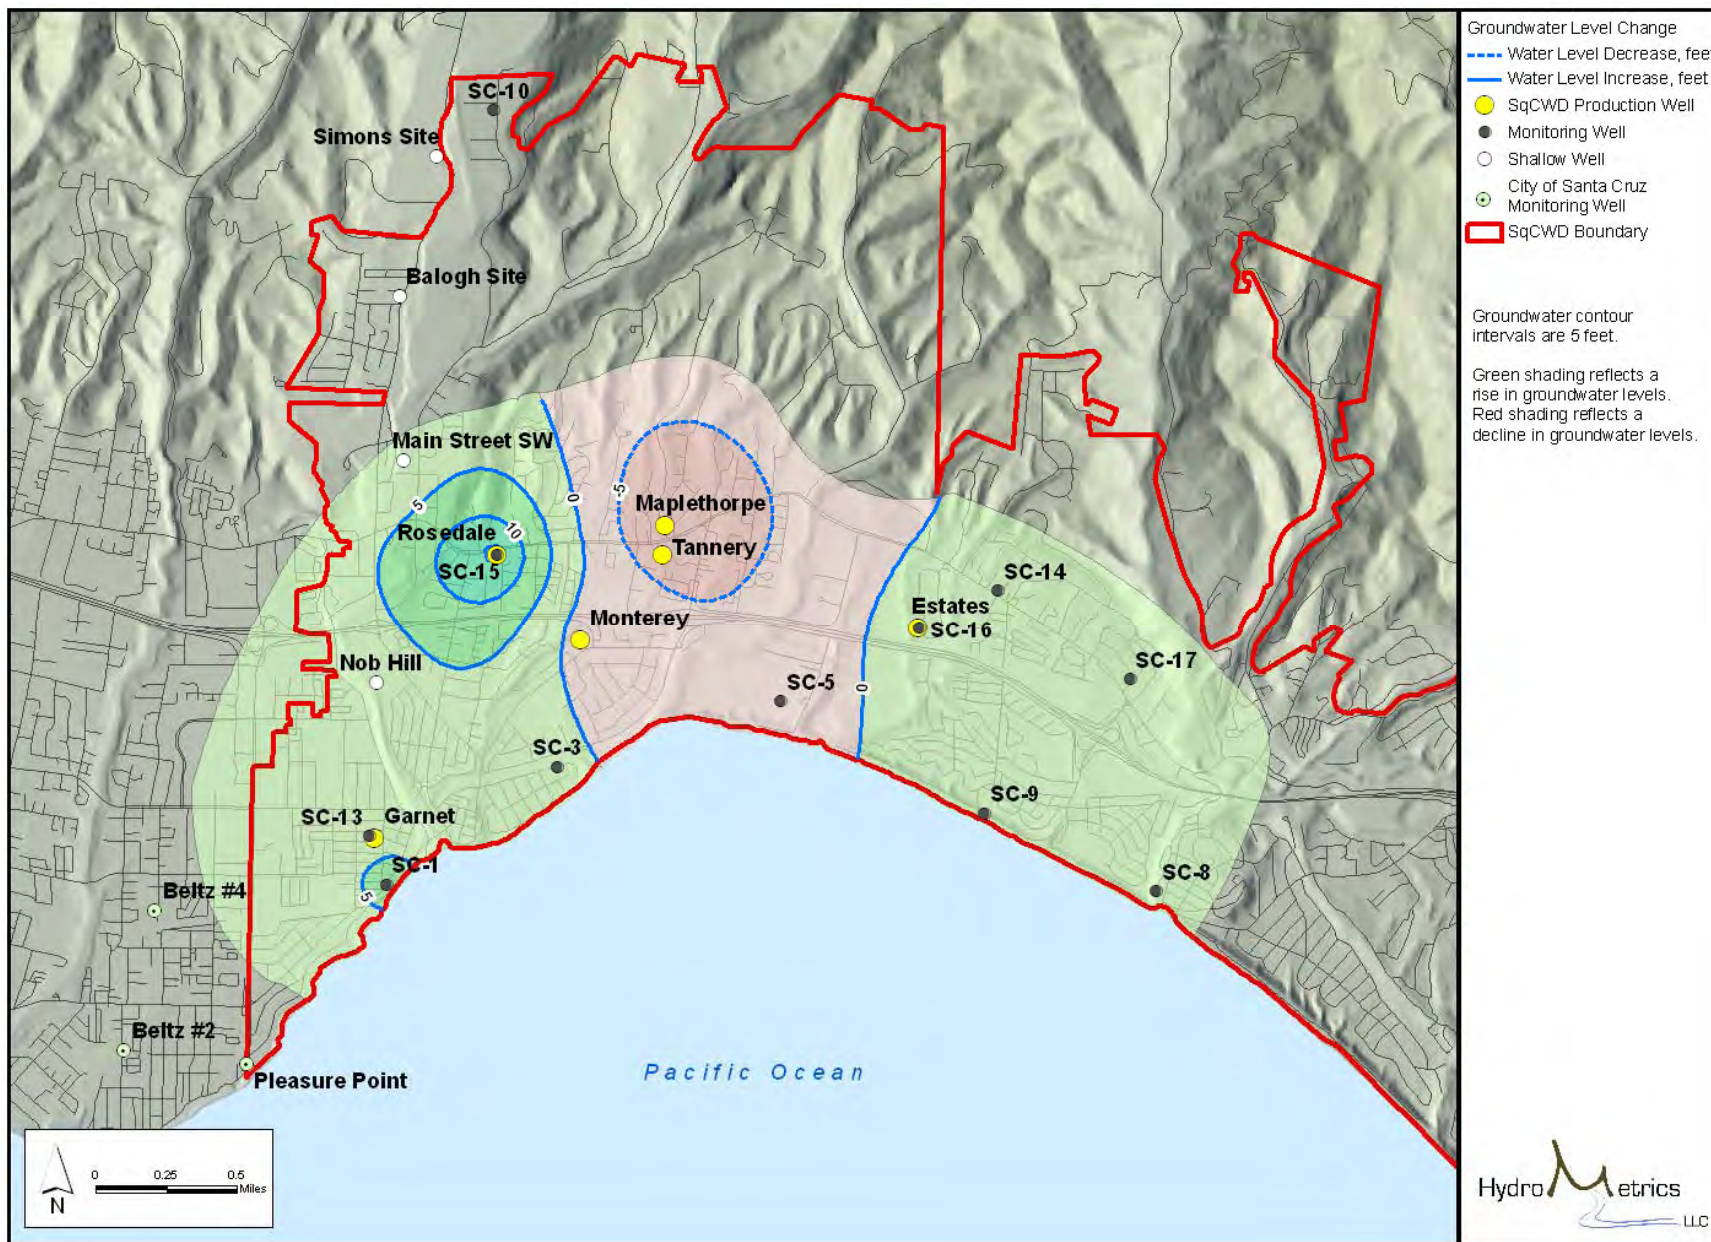 Groundwater Level Change
Water Level Decrease, feet
Water Level Increase, feet
SqCWD Production Well
Monitoring Well
Shallow Well
City of Santa Cruz
Monitoring Well
SqCWD Boundary
Groundwater contour
intervals are 5 feet.
Green shading reflects a
rise in groundwater levels.
Red shading reflects a
decline in groundwater levels.
SC-10
Simons Site
Balogh Site
Main Street SW
5
0
-5
10
Maplethorpe
Rosedale
Tannery
SC-15
SC-14
Estates
SC-16
Monterey
Nob Hill
SC-17
SC-5
0
SC-3
SC-13
Garnet
SC-9
SC-1
5
SC-8
Beltz #4
Beltz #2
Pleasure Point
Pacific Ocean
N
0 0.25 0.5
Miles
HydroMetrics
LLC